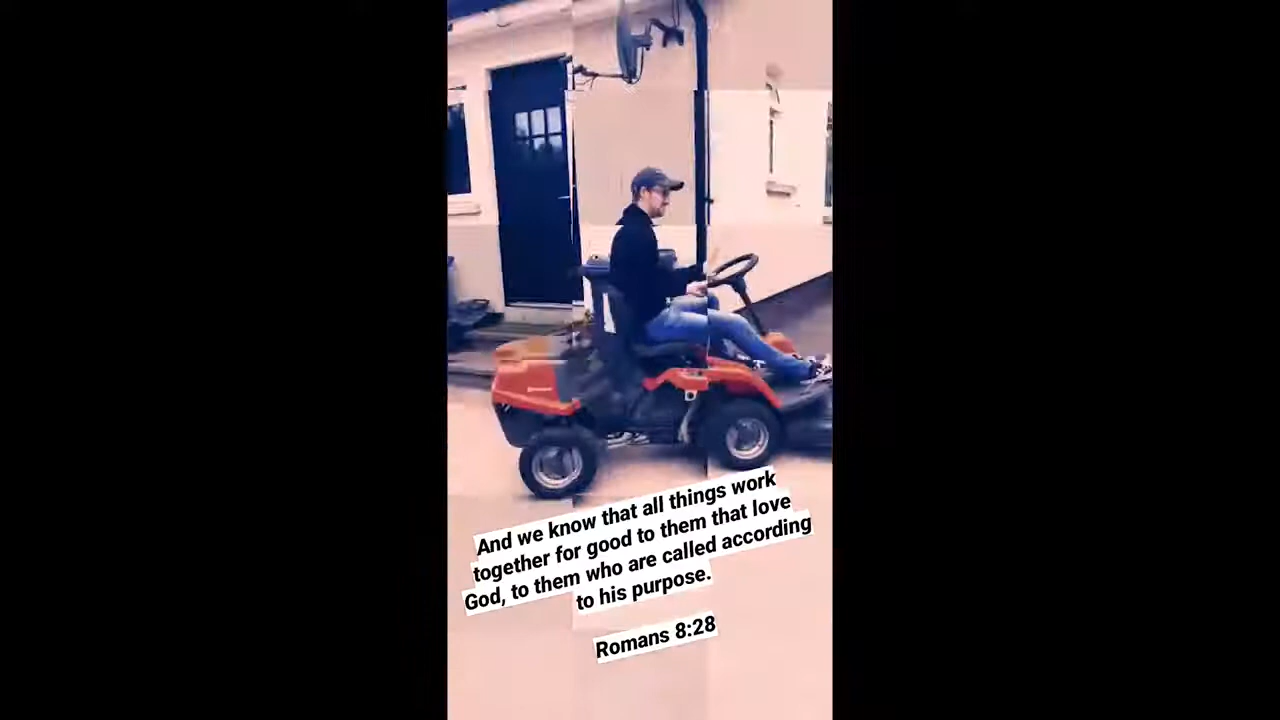 And we know that all things work
together for good to them that love
God, to them who are called according
to his purpose.
Romans 8:28